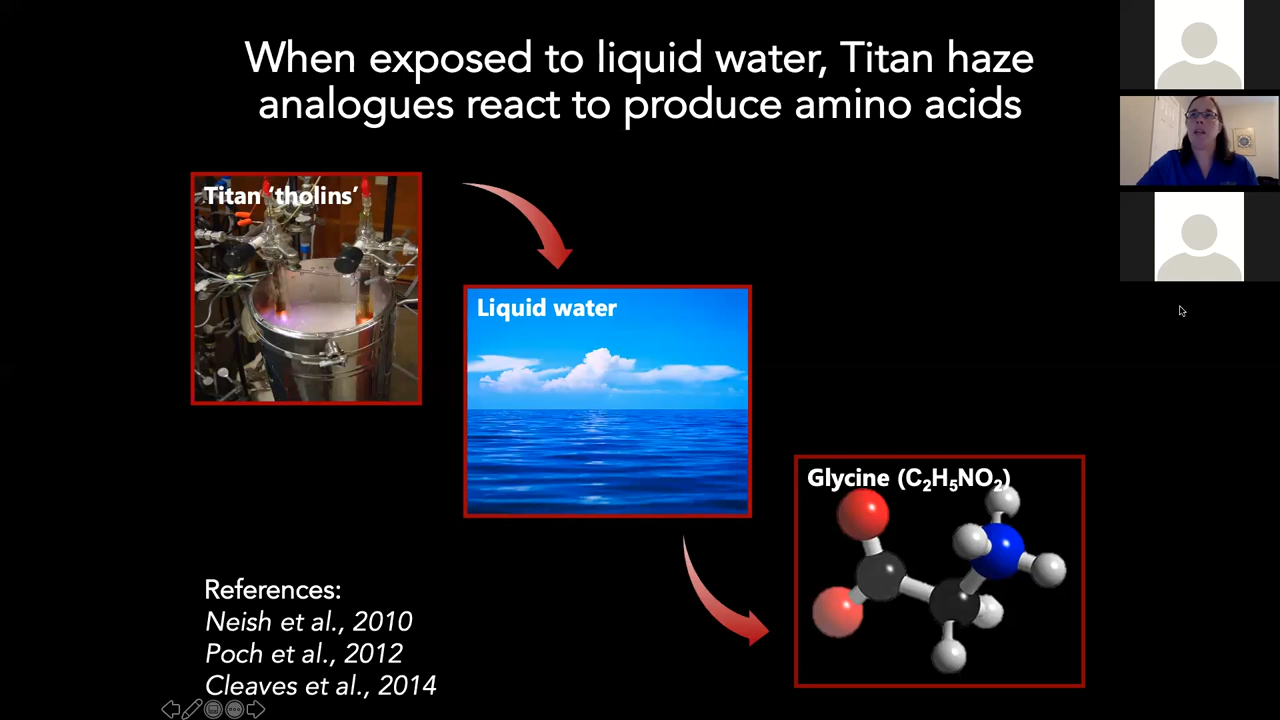 When exposed to liquid water, Titan haze
analogues react to produce amino acids
Titan ‘tholins’
Liquid water
Glycine (C₂H₅NO₂)
References:
Neish et al., 2010
Poch et al., 2012
Cleaves et al., 2014